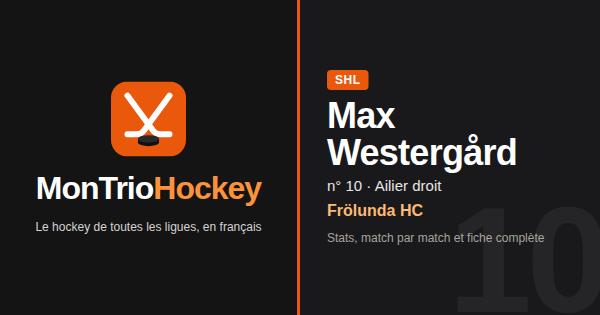 MonTrioHockey
Le hockey de toutes les ligues, en français
SHL
Max
Westergård
n° 10 · Ailier droit
Frölunda HC
Stats, match par match et fiche complète
10